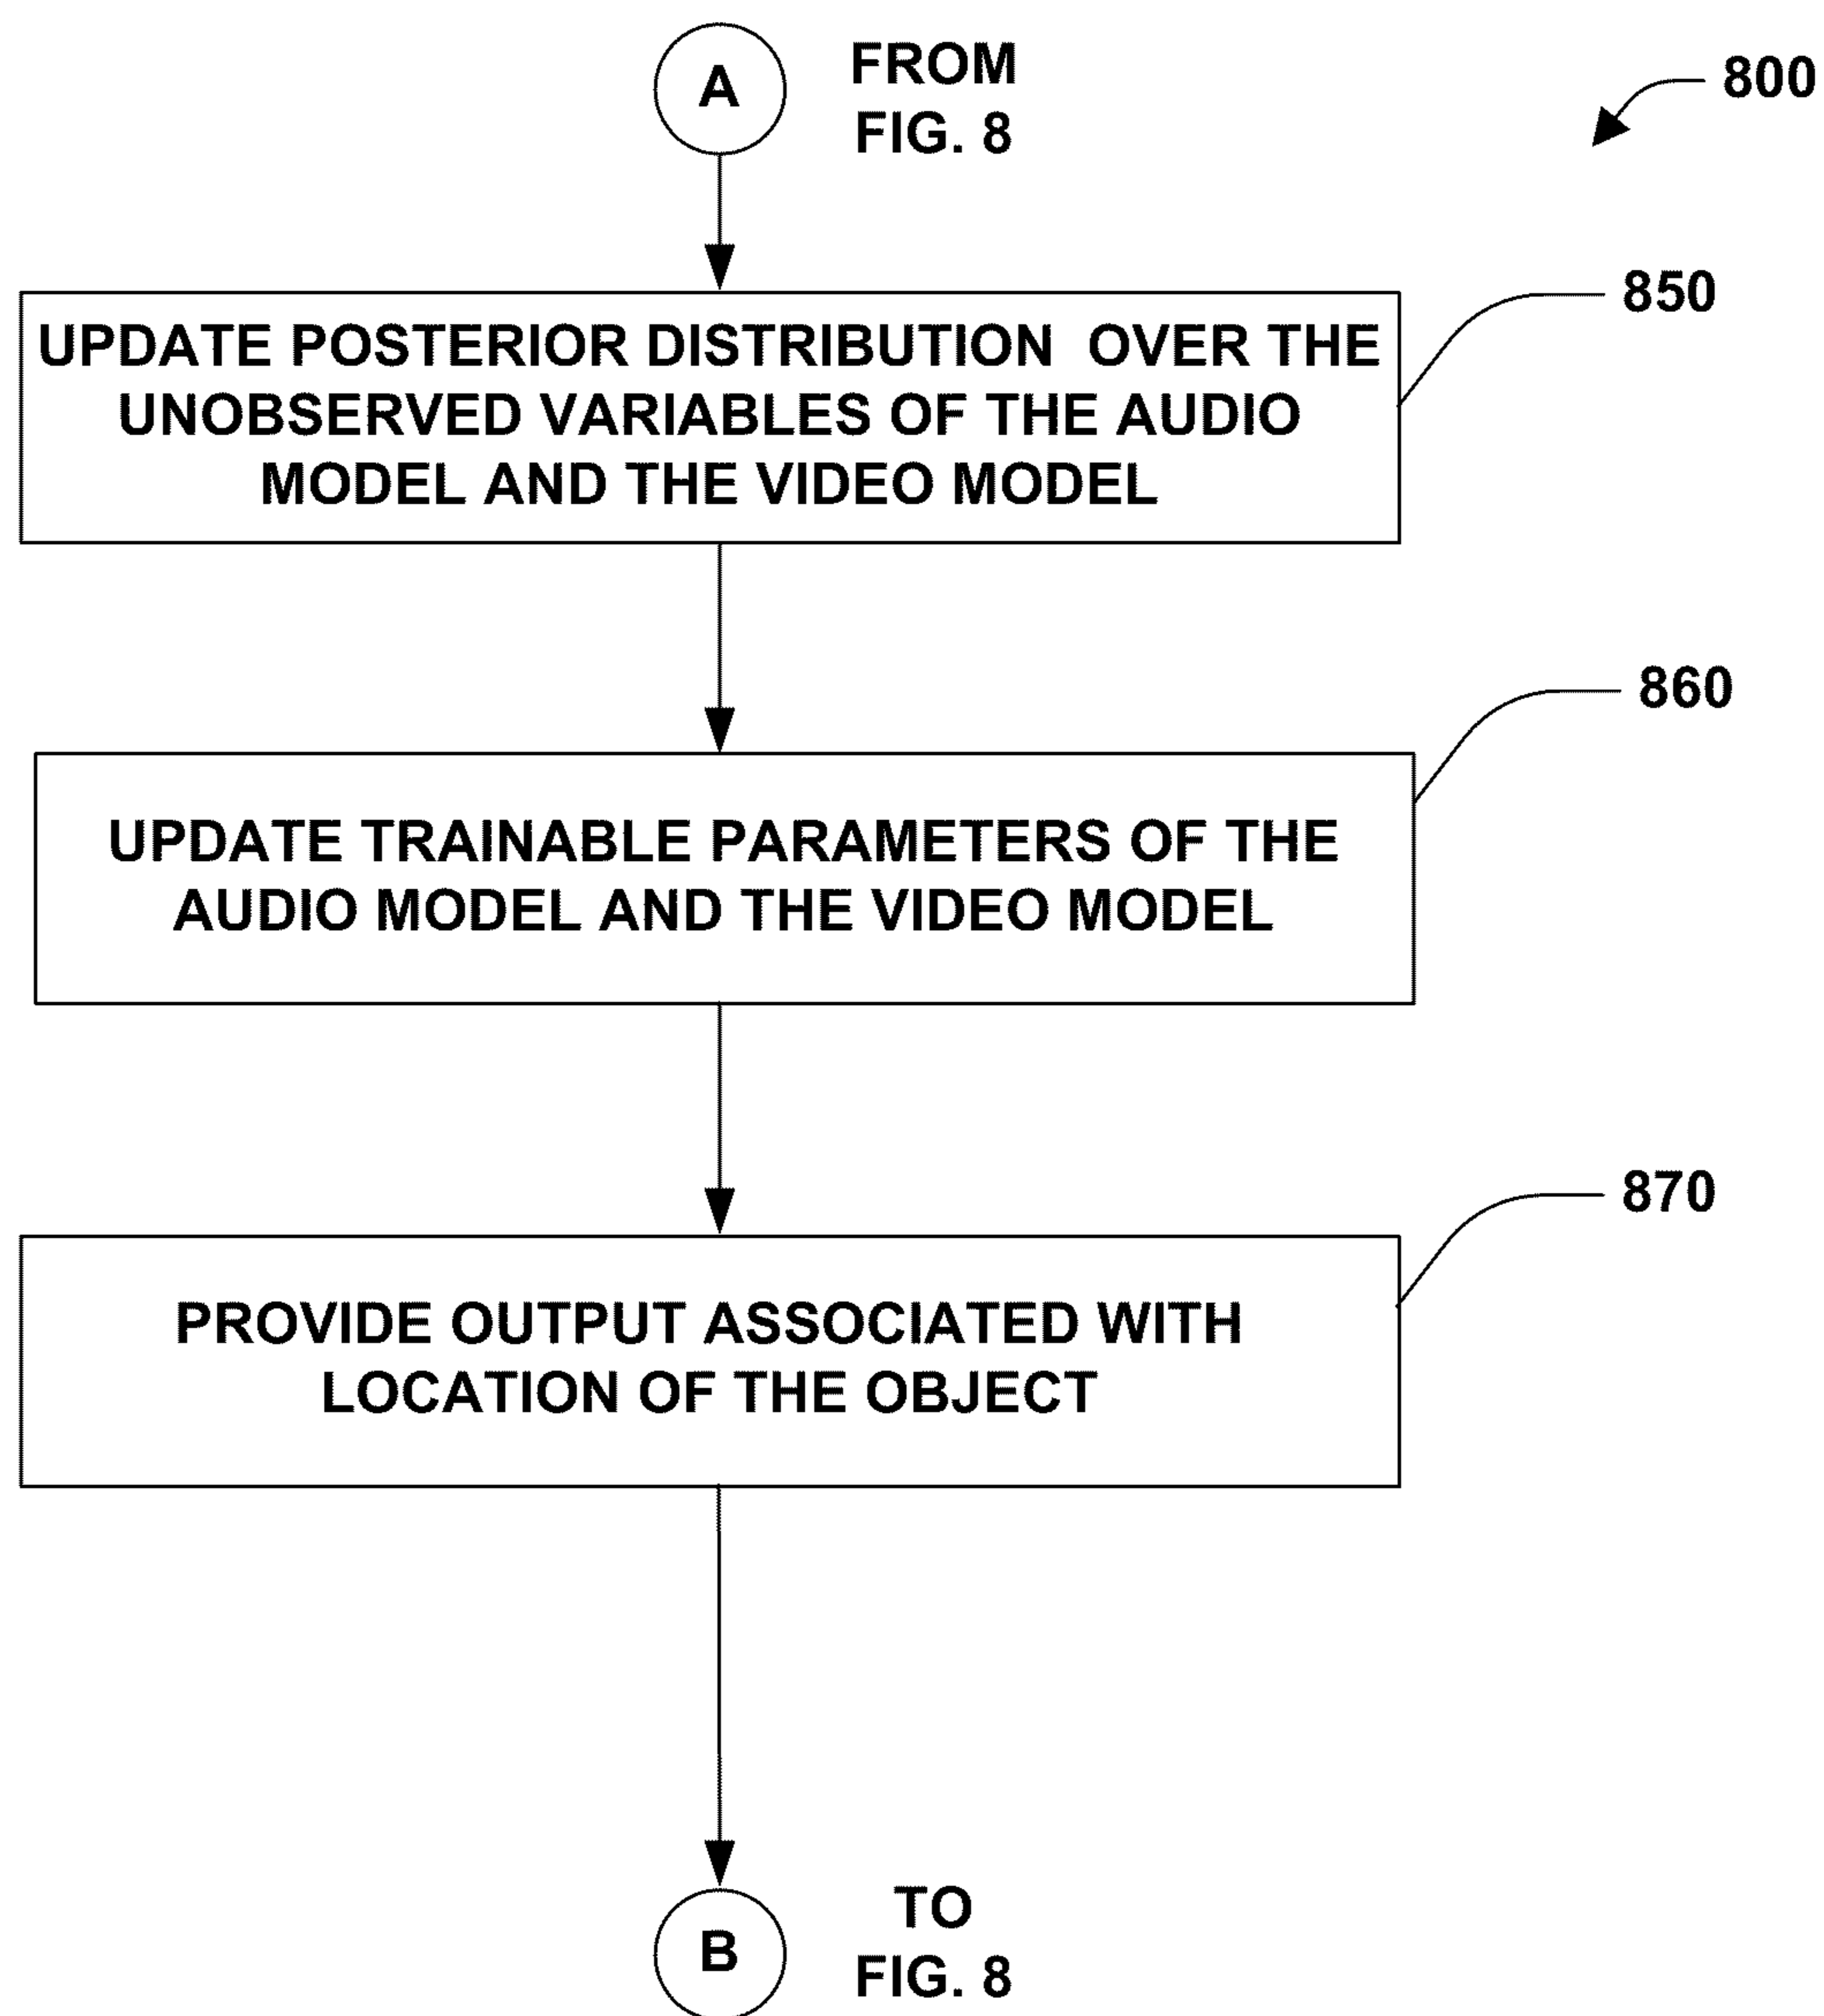 A
FROM
FIG. 8
800
850
UPDATE POSTERIOR DISTRIBUTION OVER THE
UNOBSERVED VARIABLES OF THE AUDIO
MODEL AND THE VIDEO MODEL
860
UPDATE TRAINABLE PARAMETERS OF THE
AUDIO MODEL AND THE VIDEO MODEL
870
PROVIDE OUTPUT ASSOCIATED WITH
LOCATION OF THE OBJECT
B
TO
FIG. 8